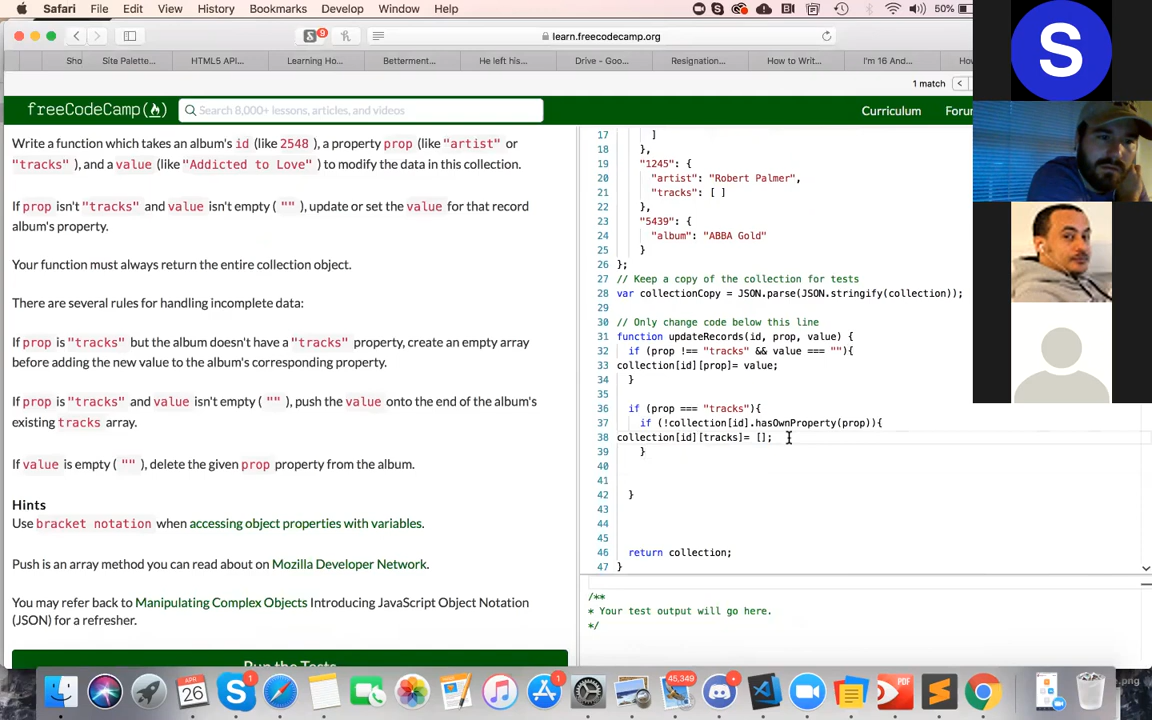 Safari File Edit View History Bookmarks Develop Window Help 50%
9 learn.freecodecamp.org
Sho Site Palette... HTML5 API... Learning Ho... Betterment... He left his... Drive - Goo... Resignation... How to Writ... I'm 16 And... How
1 match
freeCodeCamp Search 8,000+ lessons, articles, and videos Curriculum Forum
Write a function which takes an album's id (like 2548 ), a property prop (like "artist" or
"tracks" ), and a value (like "Addicted to Love" ) to modify the data in this collection.
If prop isn't "tracks" and value isn't empty ( "" ), update or set the value for that record
album's property.
Your function must always return the entire collection object.
There are several rules for handling incomplete data:
If prop is "tracks" but the album doesn't have a "tracks" property, create an empty array
before adding the new value to the album's corresponding property.
If prop is "tracks" and value isn't empty ( "" ), push the value onto the end of the album's
existing tracks array.
If value is empty ( "" ), delete the given prop property from the album.
Hints
Use bracket notation when accessing object properties with variables.
Push is an array method you can read about on Mozilla Developer Network.
You may refer back to Manipulating Complex Objects Introducing JavaScript Object Notation
(JSON) for a refresher.
Run the Tests
17 ]
18 },
19 "1245": {
20 "artist": "Robert Palmer",
21 "tracks": [ ]
22 },
23 "5439": {
24 "album": "ABBA Gold"
25 }
26 };
27 // Keep a copy of the collection for tests
28 var collectionCopy = JSON.parse(JSON.stringify(collection));
29
30 // Only change code below this line
31 function updateRecords(id, prop, value) {
32 if (prop !== "tracks" && value === ""){
33 collection[id][prop]= value;
34 }
35
36 if (prop === "tracks"){
37 if (!collection[id].hasOwnProperty(prop)){
38 collection[id][tracks]= [];
39 }
40
41
42 }
43
44
45
46 return collection;
47 }
/**
* Your test output will go here.
*/
S
APR 26 1 1 45,349 PDF
.png